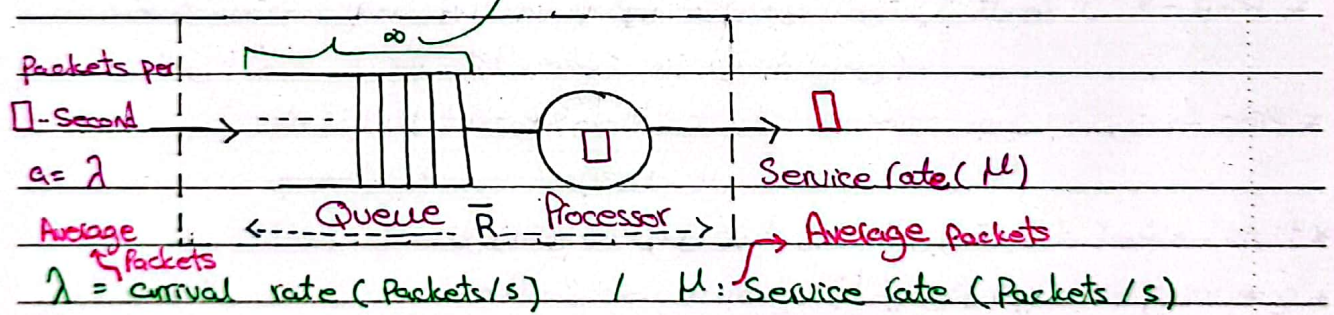 ∞
Packets per
▯-Second
a= λ
Service rate (μ)
Queue R̅ Processor
Average
Packets
Average packets
λ = arrival rate (Packets/s) / μ: Service rate (Packets/s)